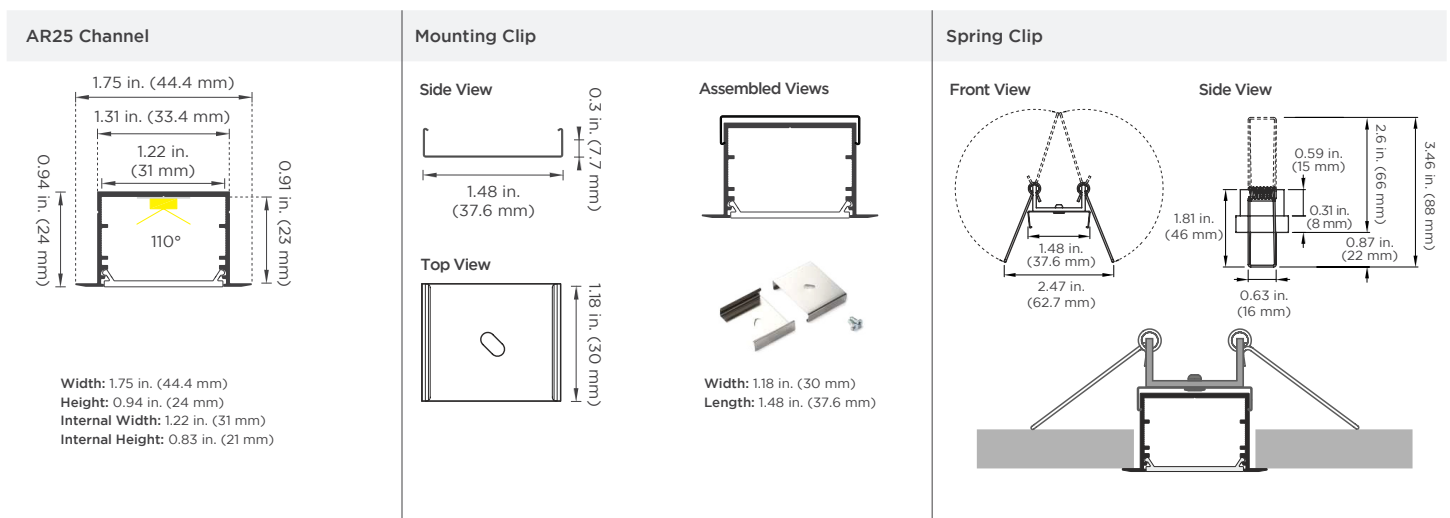 AR25 Channel
1.75 in. (44.4 mm)
1.31 in. (33.4 mm)
1.22 in.
(31 mm)
0.94 in. (24 mm)
0.91 in. (23 mm)
110°
Width: 1.75 in. (44.4 mm)
Height: 0.94 in. (24 mm)
Internal Width: 1.22 in. (31 mm)
Internal Height: 0.83 in. (21 mm)
Mounting Clip
Side View
0.3 in. (7.7 mm)
1.48 in.
(37.6 mm)
Top View
1.18 in. (30 mm)
Assembled Views
Width: 1.18 in. (30 mm)
Length: 1.48 in. (37.6 mm)
Spring Clip
Front View
1.48 in.
(37.6 mm)
2.47 in.
(62.7 mm)
Side View
0.59 in.
(15 mm)
2.6 in. (66 mm)
3.46 in. (88 mm)
1.81 in.
(46 mm)
0.31 in.
(8 mm)
0.87 in.
(22 mm)
0.63 in.
(16 mm)